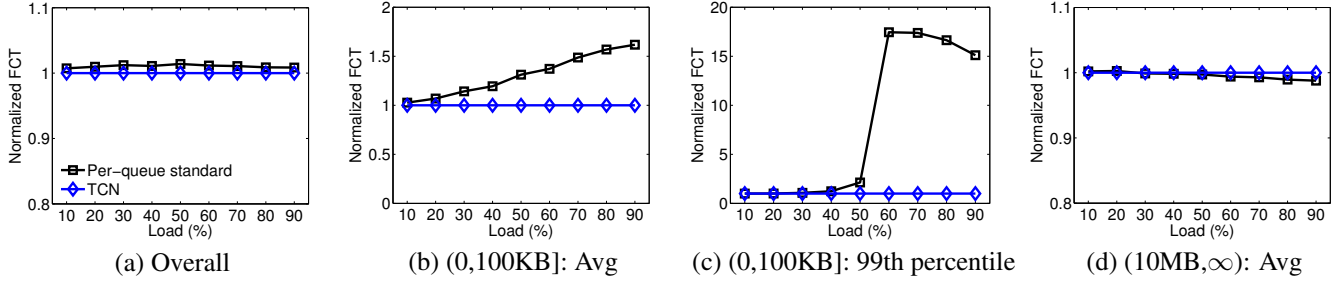 1.1
1
0.9
0.8
Normalized FCT
Per-queue standard
TCN
10 20 30 40 50 60 70 80 90
Load (%)
(a) Overall
2
1.5
1
0.5
0
Normalized FCT
10 20 30 40 50 60 70 80 90
Load (%)
(b) (0,100KB]: Avg
20
15
10
5
0
Normalized FCT
10 20 30 40 50 60 70 80 90
Load (%)
(c) (0,100KB]: 99th percentile
1.1
1
0.9
0.8
Normalized FCT
10 20 30 40 50 60 70 80 90
Load (%)
(d) (10MB,∞): Avg